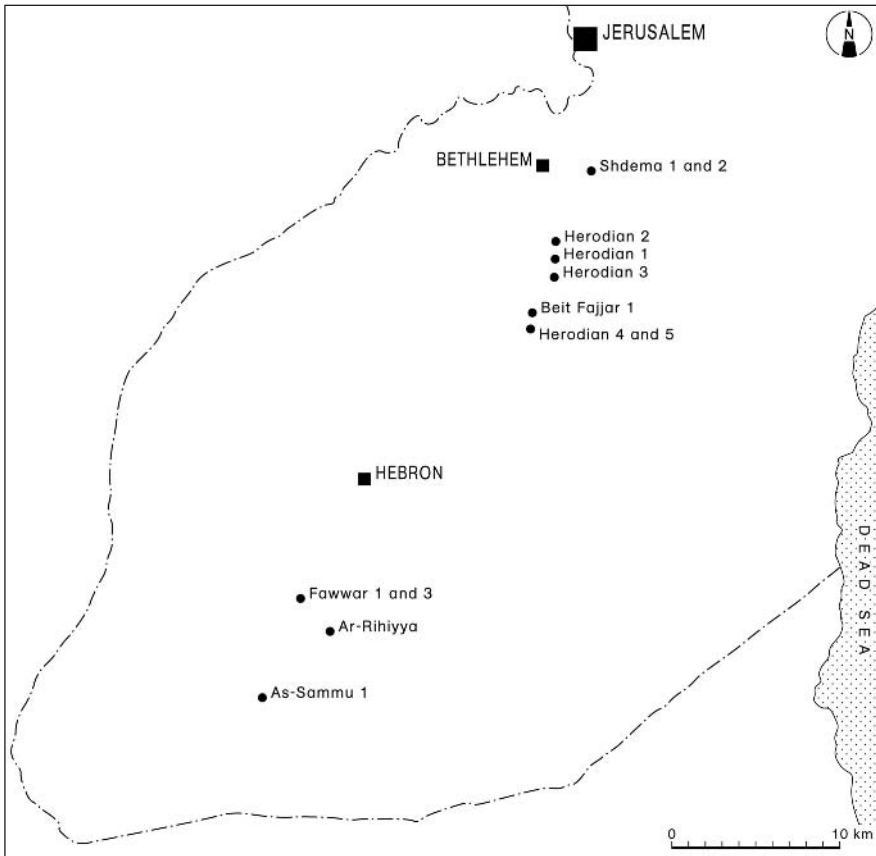 JERUSALEM
N
BETHLEHEM
Shdema 1 and 2
Herodian 2
Herodian 1
Herodian 3
Beit Fajjar 1
Herodian 4 and 5
HEBRON
DEAD SEA
Fawwar 1 and 3
Ar-Rihiyya
As-Sammu 1
0 10 km